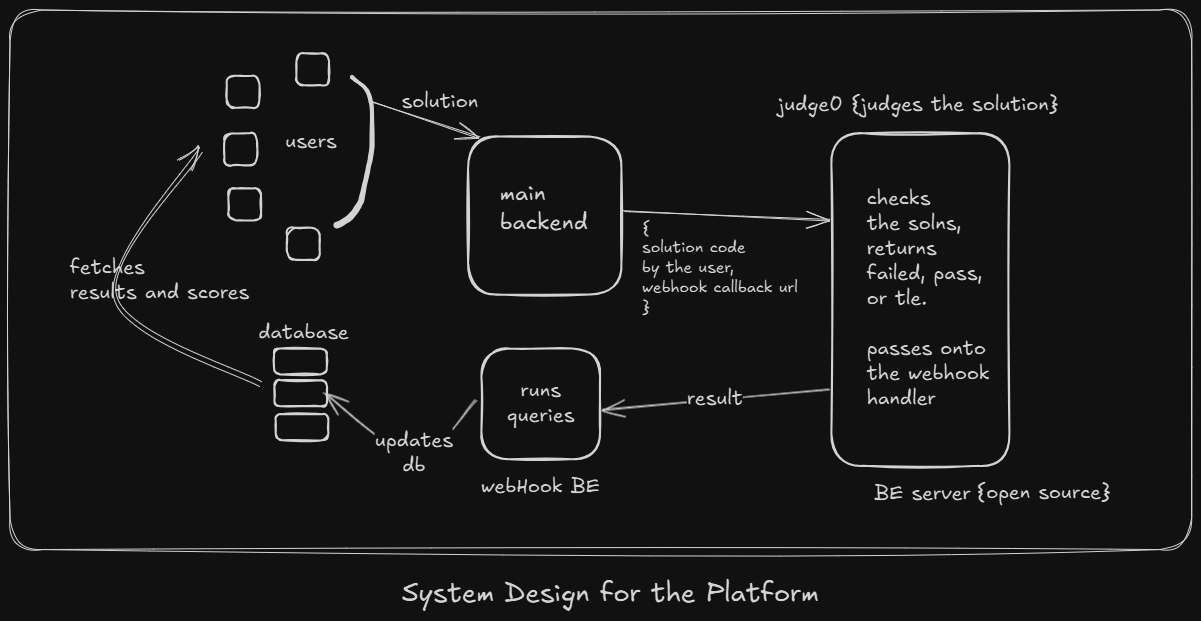 solution
users
judge0 {judges the solution}
main
backend
{
solution code
by the user,
webhook callback url
}
checks
the solns,
returns
failed, pass,
or tle.
passes onto
the webhook
handler
fetches
results and scores
database
runs
queries
result
updates
db
webHook BE
BE server {open source}
System Design for the Platform